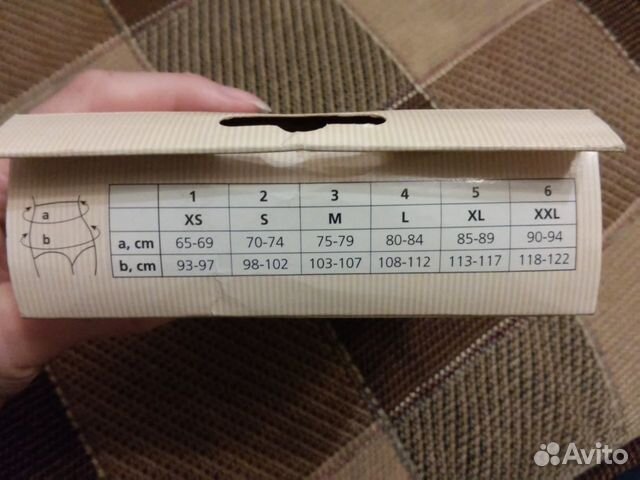 1 2 3 4 5 6
XS S M L XL XXL
a, cm 65-69 70-74 75-79 80-84 85-89 90-94
b, cm 93-97 98-102 103-107 108-112 113-117 118-122
a
b
Avito